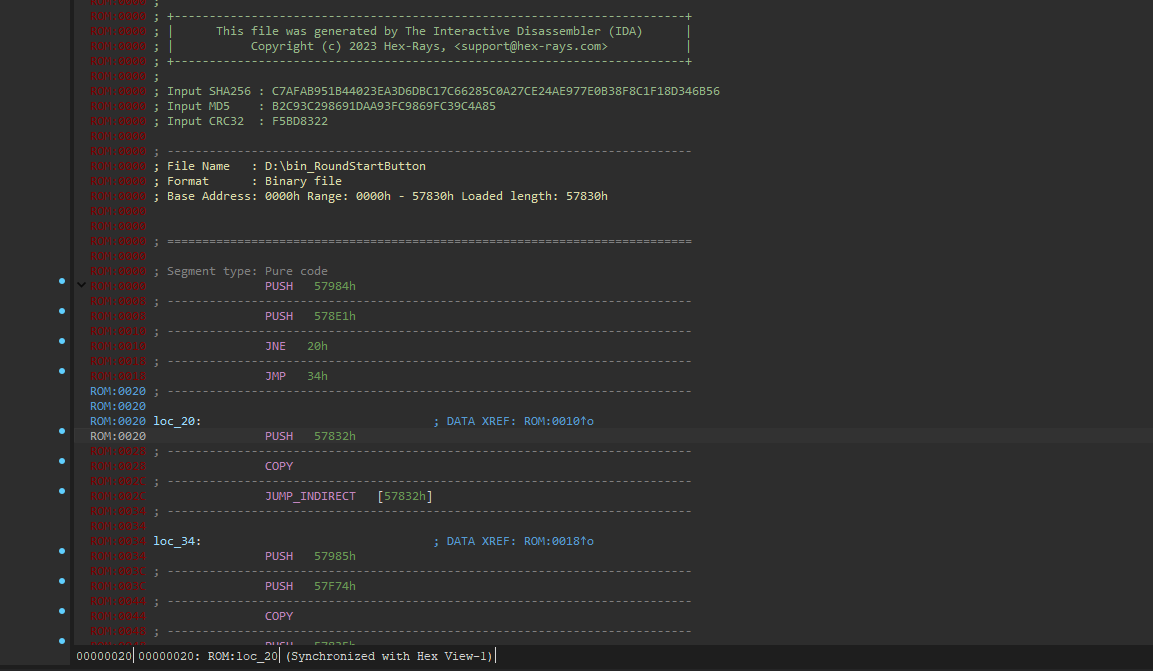 ROM:0000 ;
ROM:0000 ; +-------------------------------------------------------------------------+
ROM:0000 ; |      This file was generated by The Interactive Disassembler (IDA)      |
ROM:0000 ; |           Copyright (c) 2023 Hex-Rays, <support@hex-rays.com>           |
ROM:0000 ; +-------------------------------------------------------------------------+
ROM:0000 ;
ROM:0000 ; Input SHA256 : C7AFAB951B44023EA3D6DBC17C66285C0A27CE24AE977E0B38F8C1F18D346B56
ROM:0000 ; Input MD5    : B2C93C298691DAA93FC9869FC39C4A85
ROM:0000 ; Input CRC32  : F5BD8322
ROM:0000
ROM:0000 ; ---------------------------------------------------------------------------
ROM:0000 ; File Name   : D:\bin_RoundStartButton
ROM:0000 ; Format      : Binary file
ROM:0000 ; Base Address: 0000h Range: 0000h - 57830h Loaded length: 57830h
ROM:0000
ROM:0000
ROM:0000 ; ===========================================================================
ROM:0000
ROM:0000 ; Segment type: Pure code
ROM:0000 PUSH 57984h
ROM:0008 ; ---------------------------------------------------------------------------
ROM:0008 PUSH 578E1h
ROM:0010 ; ---------------------------------------------------------------------------
ROM:0010 JNE 20h
ROM:0018 ; ---------------------------------------------------------------------------
ROM:0018 JMP 34h
ROM:0020 ; ---------------------------------------------------------------------------
ROM:0020
ROM:0020 loc_20: ; DATA XREF: ROM:0010↑o
ROM:0020 PUSH 57832h
ROM:0028 ; ---------------------------------------------------------------------------
ROM:0028 COPY
ROM:002C ; ---------------------------------------------------------------------------
ROM:002C JUMP_INDIRECT [57832h]
ROM:0034 ; ---------------------------------------------------------------------------
ROM:0034
ROM:0034 loc_34: ; DATA XREF: ROM:0018↑o
ROM:0034 PUSH 57985h
ROM:003C ; ---------------------------------------------------------------------------
ROM:003C PUSH 57F74h
ROM:0044 ; ---------------------------------------------------------------------------
ROM:0044 COPY
ROM:0048 ; ---------------------------------------------------------------------------
PUSH
00000020 00000020: ROM:loc_20 (Synchronized with Hex View-1)